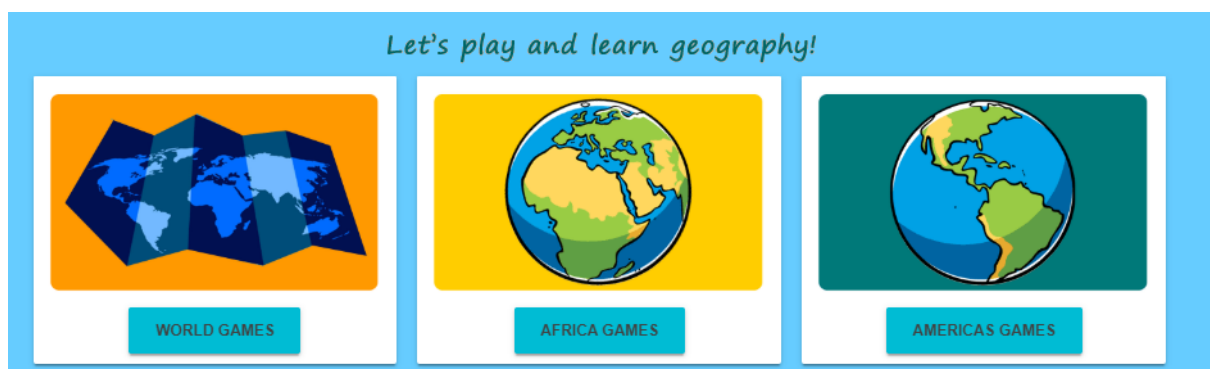 Let's play and learn geography!
WORLD GAMES
AFRICA GAMES
AMERICAS GAMES